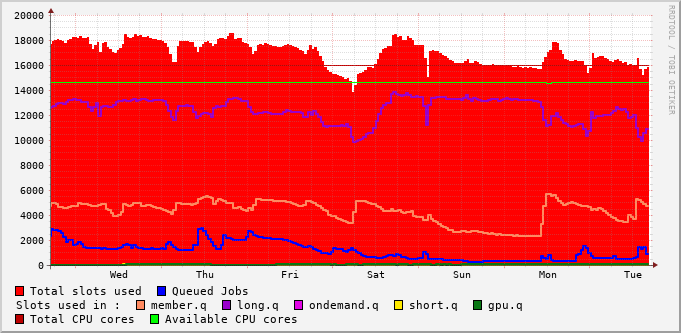 20000
18000
16000
14000
12000
10000
8000
6000
4000
2000
0
Wed Thu Fri Sat Sun Mon Tue
Total slots used Queued Jobs
Slots used in : member.q long.q ondemand.q short.q gpu.q
Total CPU cores Available CPU cores
RRDTOOL / TOBI OETIKER